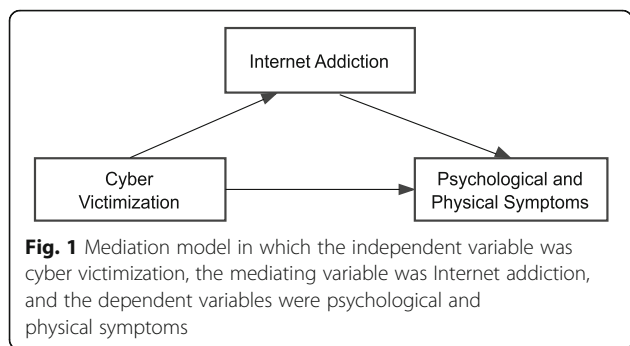 Internet Addiction
Cyber
Victimization
Psychological and
Physical Symptoms
Fig. 1 Mediation model in which the independent variable was
cyber victimization, the mediating variable was Internet addiction,
and the dependent variables were psychological and
physical symptoms